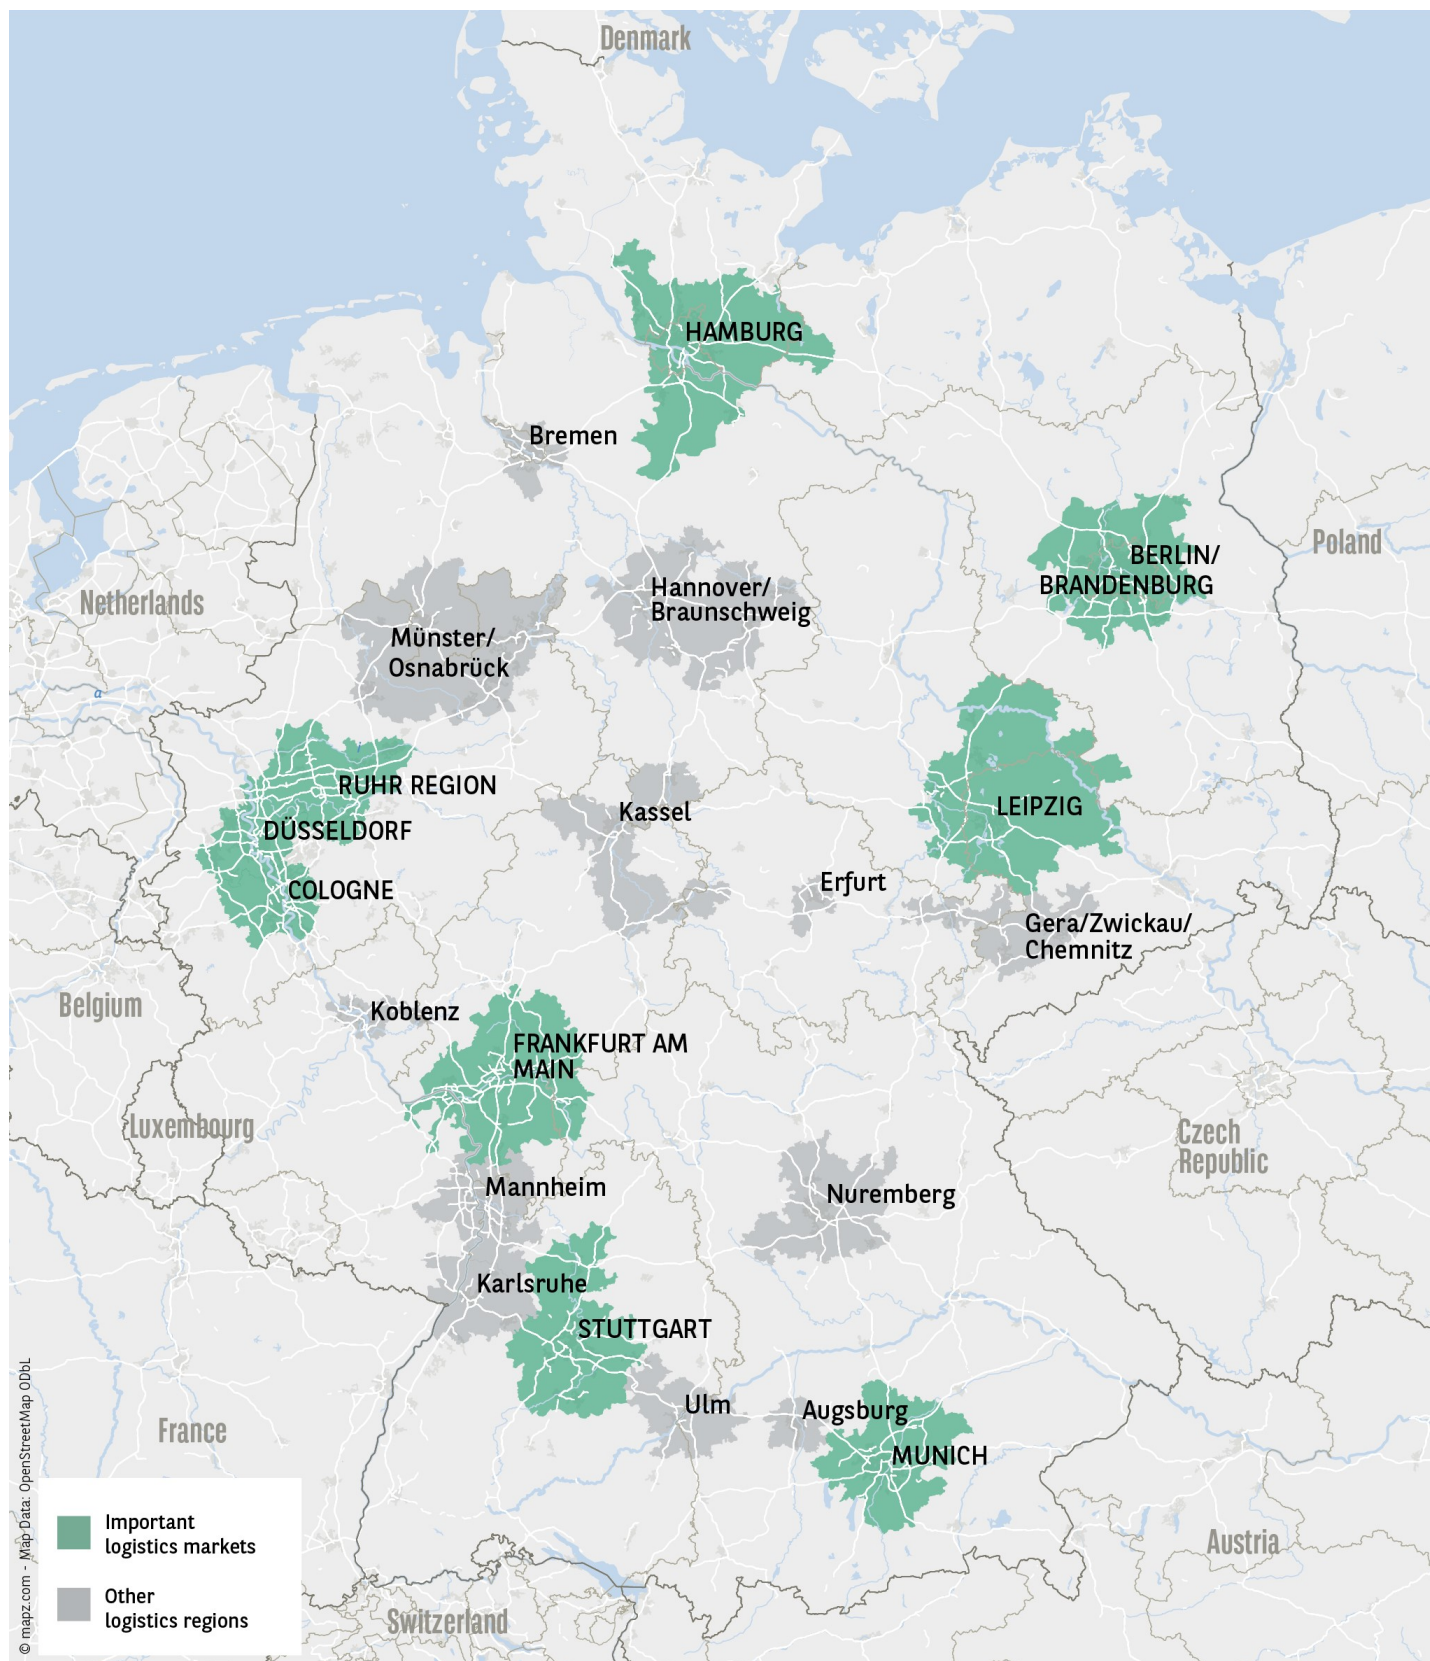 Denmark
HAMBURG
Bremen
Poland
BERLIN/
BRANDENBURG
Netherlands
Hannover/
Braunschweig
Münster/
Osnabrück
RUHR REGION
DÜSSELDORF
COLOGNE
Kassel
LEIPZIG
Erfurt
Gera/Zwickau/
Chemnitz
Belgium
Koblenz
FRANKFURT AM
MAIN
Luxembourg
Czech
Republic
Mannheim
Nuremberg
Karlsruhe
STUTTGART
Ulm
Augsburg
MUNICH
France
Austria
Switzerland
Important
logistics markets
Other
logistics regions
© mapz.com - Map Data: OpenStreetMap ODbL